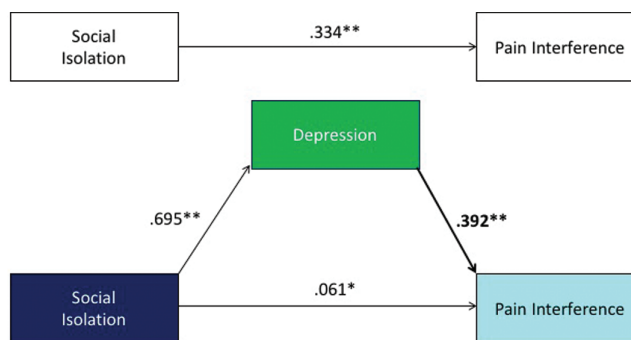 Social
Isolation
.334**
Pain Interference
Depression
.695**
.392**
Social
Isolation
.061*
Pain Interference